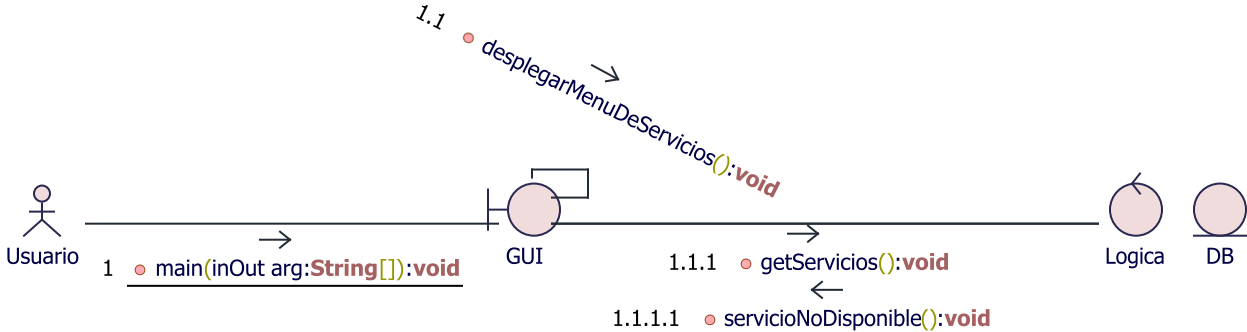 1.1
desplegarMenuDeServicios():void
Usuario
GUI
Logica
DB
1 main(inOut arg:String[]):void
1.1.1 getServicios():void
1.1.1.1 servicioNoDisponible():void